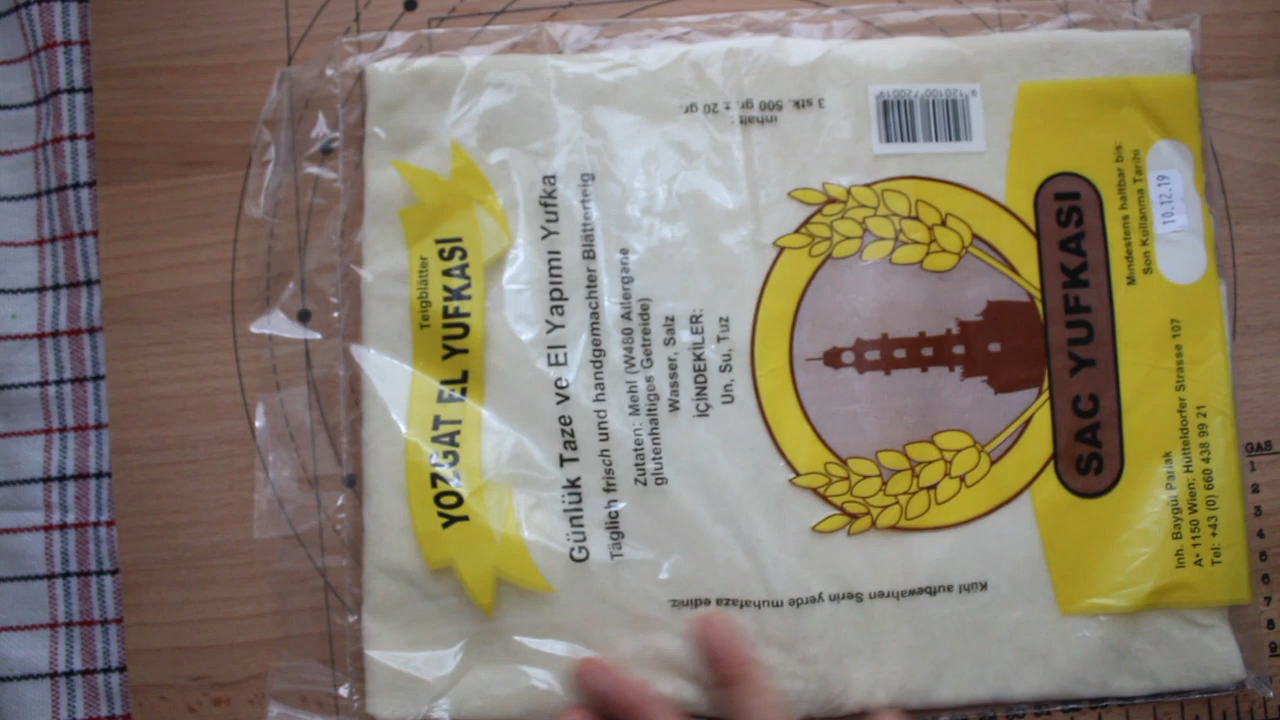 Teigblätter
YOZGAT EL YUFKASI
Günlük Taze ve El Yapımı Yufka
Täglich frisch und handgemachter Blätterteig
Zutaten: Mehl (W480 Allergene
glutenhaltiges Getreide)
Wasser, Salz
İÇİNDEKİLER:
Un, Su, Tuz
inhalt:
3 stk. 500 gr. ± 20 gr.
9120100720019
Kühl aufbewahren Serin yerde muhafaza ediniz.
SAC YUFKASI
Mindestens haltbar bis:
Son Kullanma Tarihi
10.12.19
Inh. Baygül Parlak
A- 1150 Wien; Hütteldorfer Strasse 107
Tel: +43 (0) 660 438 99 21
GAS
1
2
3
4
5
6
7
8